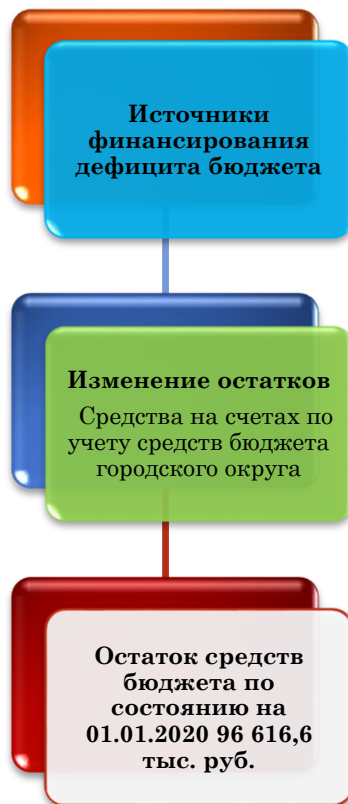 Источники
финансирования
дефицита бюджета
Изменение остатков
Средства на счетах по
учету средств бюджета
городского округа
Остаток средств
бюджета по
состоянию на
01.01.2020 96 616,6
тыс. руб.